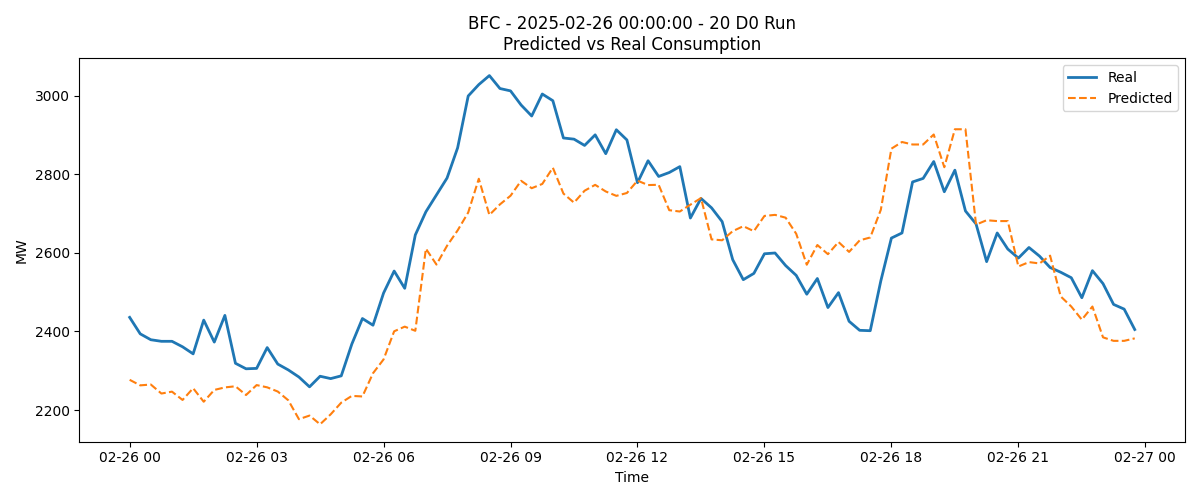 BFC - 2025-02-26 00:00:00 - 20 D0 Run
Predicted vs Real Consumption
Real
Predicted
MW
3000
2800
2600
2400
2200
02-26 00
02-26 03
02-26 06
02-26 09
02-26 12
02-26 15
02-26 18
02-26 21
02-27 00
Time